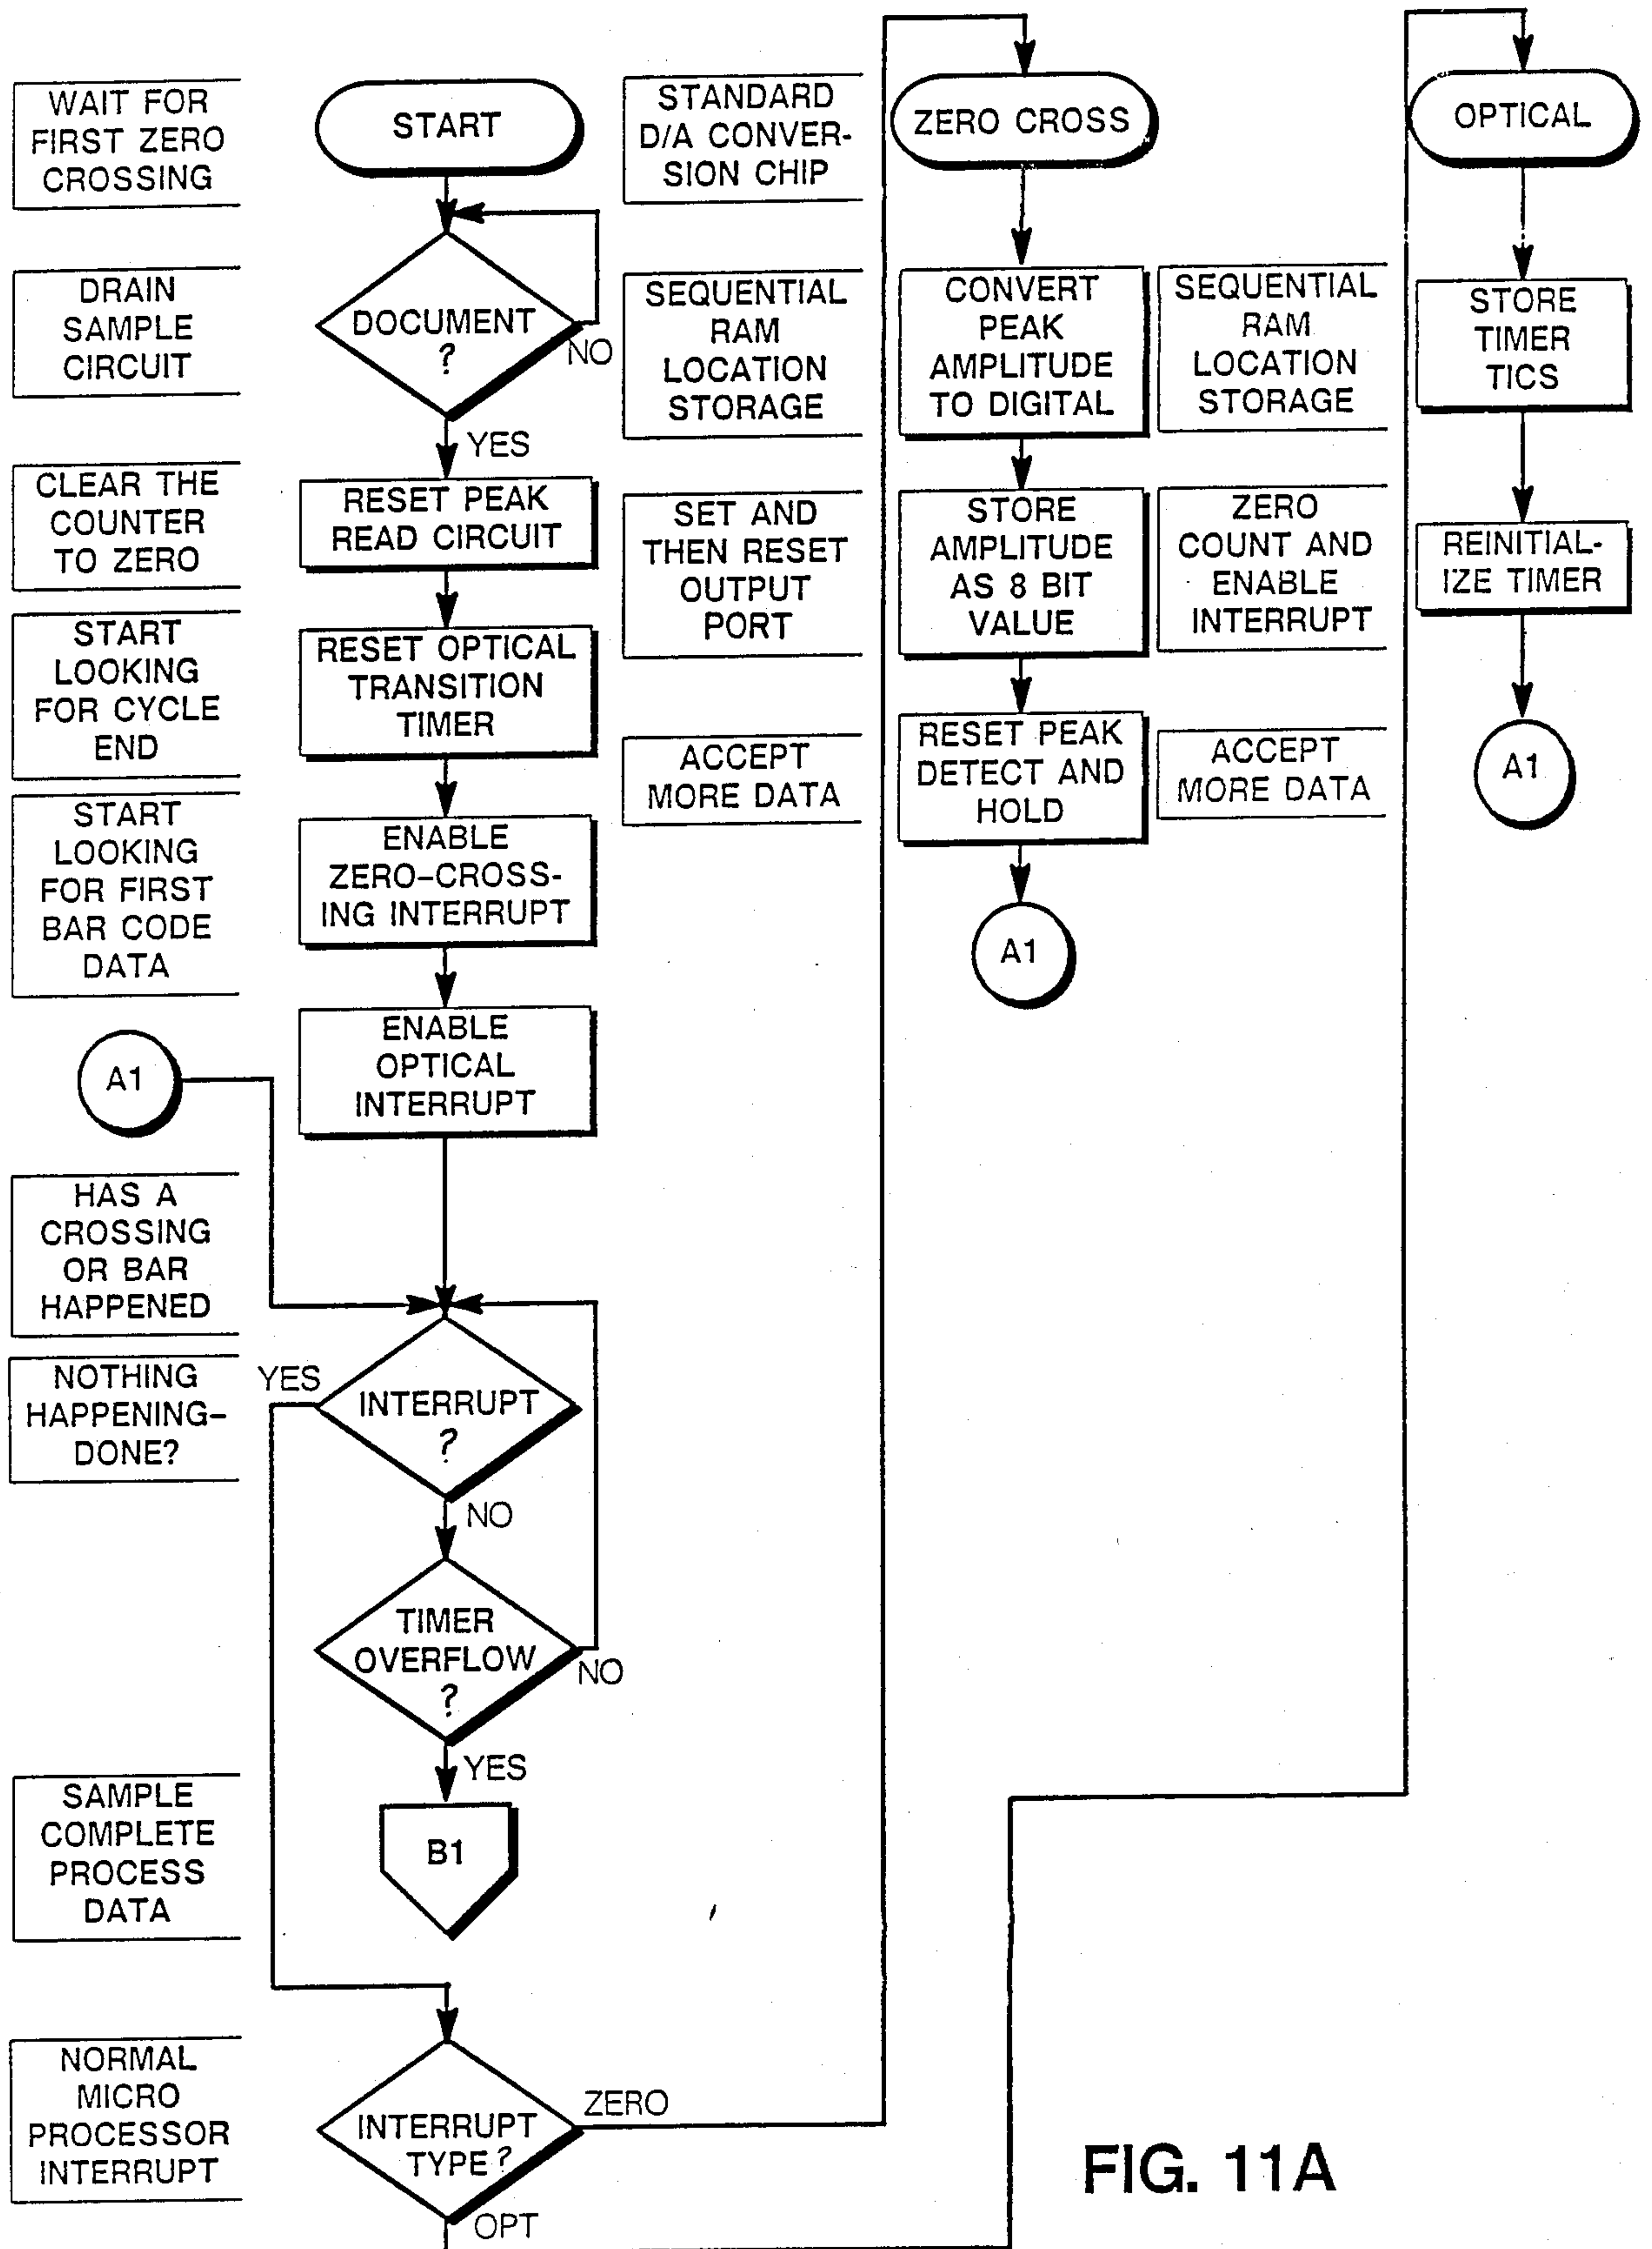 WAIT FOR
FIRST ZERO
CROSSING
DRAIN
SAMPLE
CIRCUIT
CLEAR THE
COUNTER
TO ZERO
START
LOOKING
FOR CYCLE
END
START
LOOKING
FOR FIRST
BAR CODE
DATA
A1
HAS A
CROSSING
OR BAR
HAPPENED
NOTHING
HAPPENING–
DONE?
SAMPLE
COMPLETE
PROCESS
DATA
NORMAL
MICRO
PROCESSOR
INTERRUPT
START
DOCUMENT
?
NO
YES
RESET PEAK
READ CIRCUIT
RESET OPTICAL
TRANSITION
TIMER
ENABLE
ZERO–CROSS-
ING INTERRUPT
ENABLE
OPTICAL
INTERRUPT
YES
INTERRUPT
?
NO
TIMER
OVERFLOW
?
NO
YES
B1
INTERRUPT
TYPE?
ZERO
OPT
STANDARD
D/A CONVER-
SION CHIP
SEQUENTIAL
RAM
LOCATION
STORAGE
SET AND
THEN RESET
OUTPUT
PORT
ACCEPT
MORE DATA
ZERO CROSS
CONVERT
PEAK
AMPLITUDE
TO DIGITAL
STORE
AMPLITUDE
AS 8 BIT
VALUE
RESET PEAK
DETECT AND
HOLD
A1
SEQUENTIAL
RAM
LOCATION
STORAGE
ZERO
COUNT AND
ENABLE
INTERRUPT
ACCEPT
MORE DATA
OPTICAL
STORE
TIMER
TICS
REINITIAL-
IZE TIMER
A1
FIG. 11A